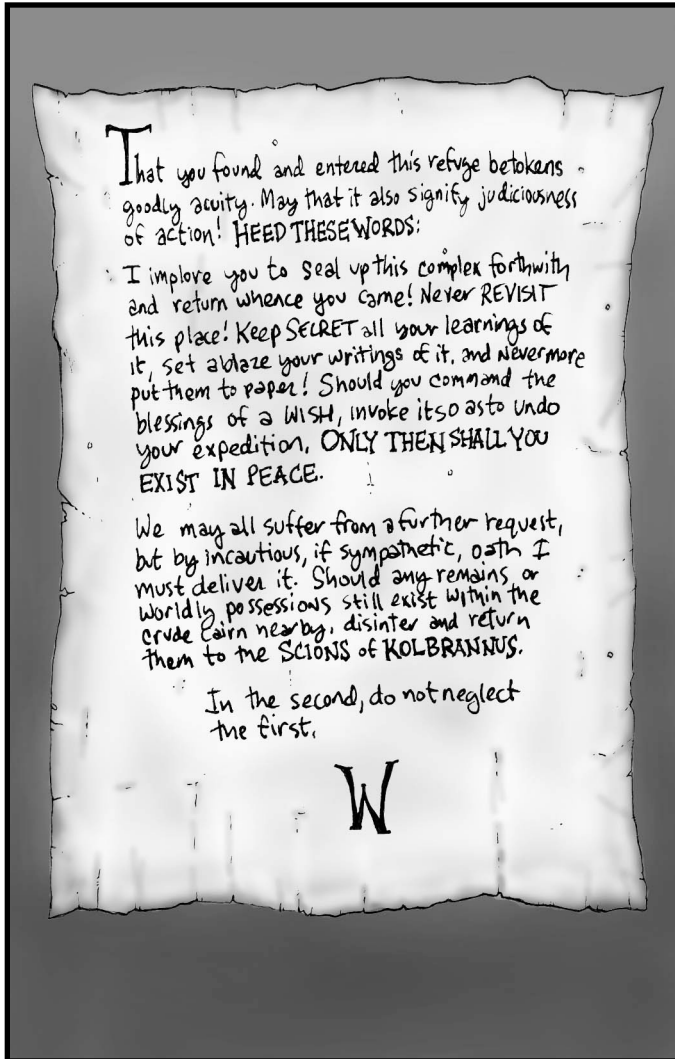 That you found and entered this refuge betokens
goodly acuity. May that it also signify judiciousness
of action! HEED THESE WORDS:
I implore you to seal up this complex forthwith
and return whence you came! Never REVISIT
this place! Keep SECRET all your learnings of
it, set ablaze your writings of it, and nevermore
put them to paper! Should you command the
blessings of a WISH, invoke it so as to undo
your expedition, ONLY THEN SHALL YOU
EXIST IN PEACE.
We may all suffer from a further request,
but by incautious, if sympathetic, oath I
must deliver it. Should any remains or
worldly possessions still exist within the
crude cairn nearby, disinter and return
them to the SCIONS of KOLBRANNUS.
In the second, do not neglect
the first.
W